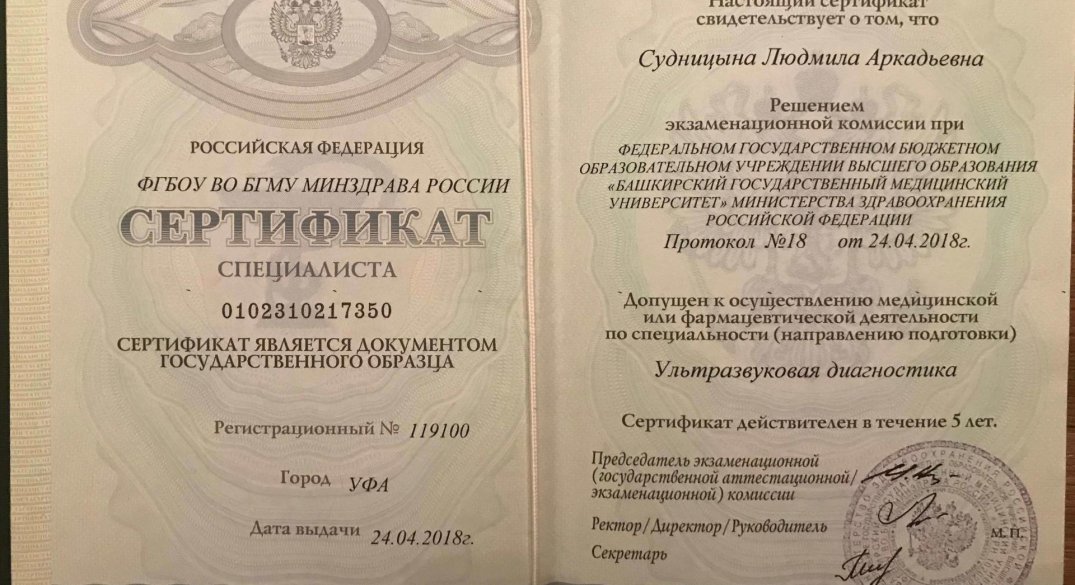 РОССИЙСКАЯ ФЕДЕРАЦИЯ
ФГБОУ ВО БГМУ МИНЗДРАВА РОССИИ
СЕРТИФИКАТ
СПЕЦИАЛИСТА
0102310217350
СЕРТИФИКАТ ЯВЛЯЕТСЯ ДОКУМЕНТОМ
ГОСУДАРСТВЕННОГО ОБРАЗЦА
Регистрационный № 119100
Город УФА
Дата выдачи 24.04.2018г.
Настоящий сертификат
свидетельствует о том, что
Судницына Людмила Аркадьевна
Решением
экзаменационной комиссии при
ФЕДЕРАЛЬНОМ ГОСУДАРСТВЕННОМ БЮДЖЕТНОМ
ОБРАЗОВАТЕЛЬНОМ УЧРЕЖДЕНИИ ВЫСШЕГО ОБРАЗОВАНИЯ
«БАШКИРСКИЙ ГОСУДАРСТВЕННЫЙ МЕДИЦИНСКИЙ
УНИВЕРСИТЕТ» МИНИСТЕРСТВА ЗДРАВООХРАНЕНИЯ
РОССИЙСКОЙ ФЕДЕРАЦИИ
Протокол №18 от 24.04.2018г.
Допущен к осуществлению медицинской
или фармацевтической деятельности
по специальности (направлению подготовки)
Ультразвуковая диагностика
Сертификат действителен в течение 5 лет.
Председатель экзаменационной
(государственной аттестационной/
экзаменационной) комиссии
Ректор/Директор/Руководитель
М. П.
Секретарь